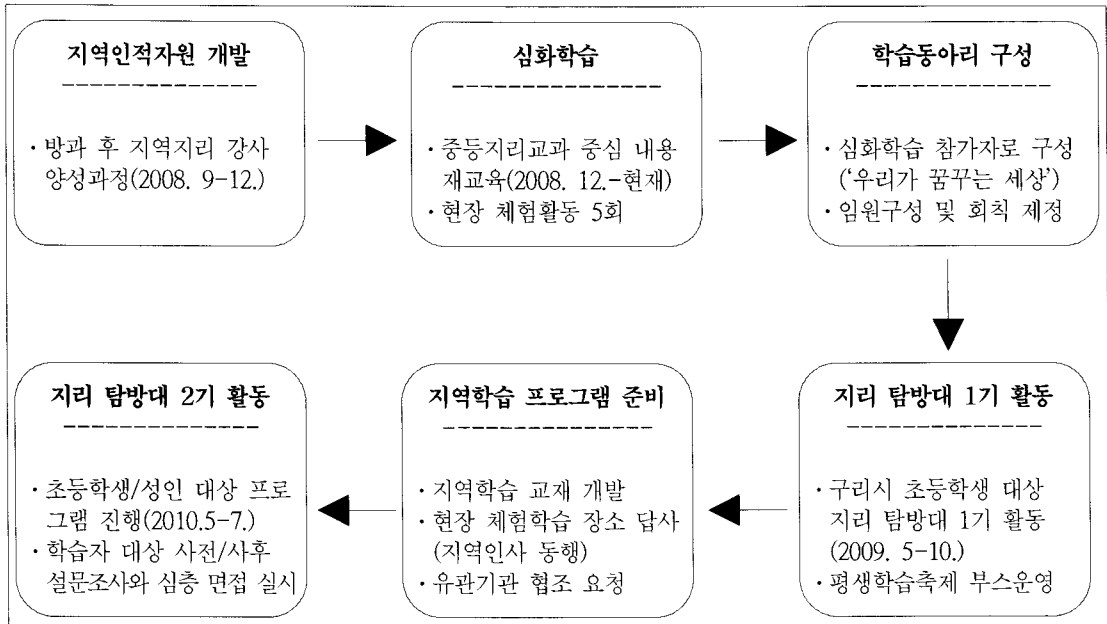 지역인적자원 개발
· 방과 후 지역지리 강사
양성과정(2008. 9-12.)
심화학습
· 중등지리교과 중심 내용
재교육(2008. 12.-현재)
· 현장 체험활동 5회
학습동아리 구성
· 심화학습 참가자로 구성
(‘우리가 꿈꾸는 세상’)
· 임원구성 및 회칙 제정
지리 탐방대 1기 활동
· 구리시 초등학생 대상
지리 탐방대 1기 활동
(2009. 5-10.)
· 평생학습축제 부스운영
지역학습 프로그램 준비
· 지역학습 교재 개발
· 현장 체험학습 장소 답사
(지역인사 동행)
· 유관기관 협조 요청
지리 탐방대 2기 활동
· 초등학생/성인 대상 프로
그램 진행(2010.5-7.)
· 학습자 대상 사전/사후
설문조사와 심층 면접 실시